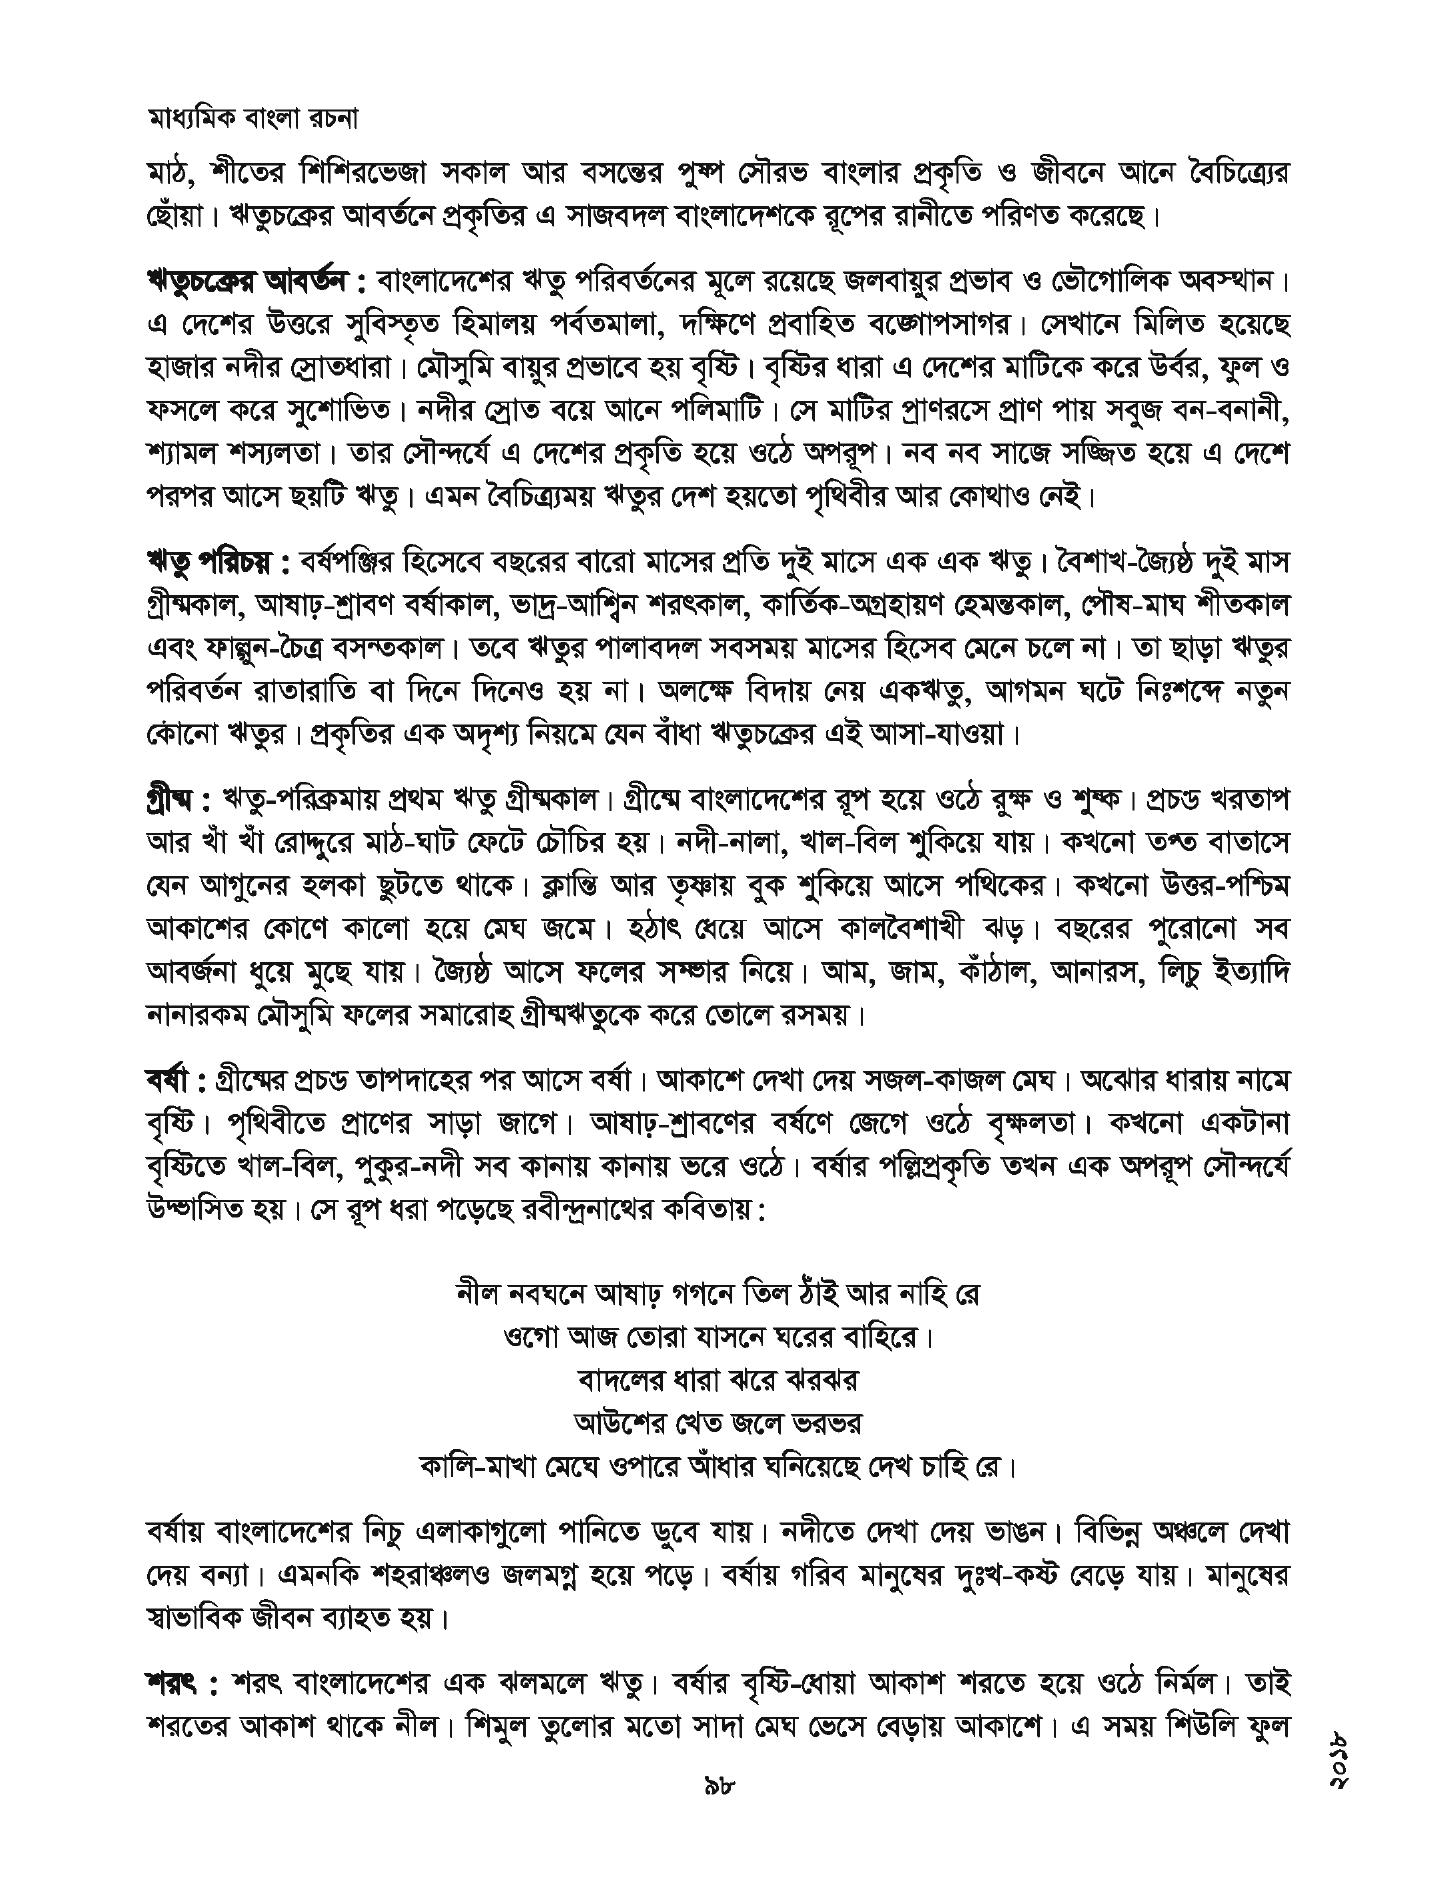 মাধ্যমিক বাংলা রচনা
মাঠ, শীতের শিশিরভেজা সকাল আর বসন্তের পুষ্প সৌরভ বাংলার প্রকৃতি ও জীবনে আনে বৈচিত্র্যের
ছোঁয়া। ঋতুচক্রের আবর্তনে প্রকৃতির এ সাজবদল বাংলাদেশকে রূপের রানীতে পরিণত করেছে।
ঋতুচক্রের আবর্তন : বাংলাদেশের ঋতু পরিবর্তনের মূলে রয়েছে জলবায়ুর প্রভাব ও ভৌগোলিক অবস্থান।
এ দেশের উত্তরে সুবিস্তৃত হিমালয় পর্বতমালা, দক্ষিণে প্রবাহিত বঙ্গোপসাগর। সেখানে মিলিত হয়েছে
হাজার নদীর স্রোতধারা। মৌসুমি বায়ুর প্রভাবে হয় বৃষ্টি। বৃষ্টির ধারা এ দেশের মাটিকে করে উর্বর, ফুল ও
ফসলে করে সুশোভিত। নদীর স্রোত বয়ে আনে পলিমাটি। সে মাটির প্রাণরসে প্রাণ পায় সবুজ বন-বনানী,
শ্যামল শস্যলতা। তার সৌন্দর্যে এ দেশের প্রকৃতি হয়ে ওঠে অপরূপ। নব নব সাজে সজ্জিত হয়ে এ দেশে
পরপর আসে ছয়টি ঋতু। এমন বৈচিত্র্যময় ঋতুর দেশ হয়তো পৃথিবীর আর কোথাও নেই।
ঋতু পরিচয় : বর্ষপঞ্জির হিসেবে বছরের বারো মাসের প্রতি দুই মাসে এক এক ঋতু। বৈশাখ-জ্যৈষ্ঠ দুই মাস
গ্রীষ্মকাল, আষাঢ়-শ্রাবণ বর্ষাকাল, ভাদ্র-আশ্বিন শরৎকাল, কার্তিক-অগ্রহায়ণ হেমন্তকাল, পৌষ-মাঘ শীতকাল
এবং ফাল্গুন-চৈত্র বসন্তকাল। তবে ঋতুর পালাবদল সবসময় মাসের হিসেব মেনে চলে না। তা ছাড়া ঋতুর
পরিবর্তন রাতারাতি বা দিনে দিনেও হয় না। অলক্ষে বিদায় নেয় একঋতু, আগমন ঘটে নিঃশব্দে নতুন
কোনো ঋতুর। প্রকৃতির এক অদৃশ্য নিয়মে যেন বাঁধা ঋতুচক্রের এই আসা-যাওয়া।
গ্রীষ্ম : ঋতু-পরিক্রমায় প্রথম ঋতু গ্রীষ্মকাল। গ্রীষ্মে বাংলাদেশের রূপ হয়ে ওঠে রুক্ষ ও শুষ্ক। প্রচণ্ড খরতাপ
আর খাঁ খাঁ রোদ্দুরে মাঠ-ঘাট ফেটে চৌচির হয়। নদী-নালা, খাল-বিল শুকিয়ে যায়। কখনো তপ্ত বাতাসে
যেন আগুনের হলকা ছুটতে থাকে। ক্লান্তি আর তৃষ্ণায় বুক শুকিয়ে আসে পথিকের। কখনো উত্তর-পশ্চিম
আকাশের কোণে কালো হয়ে মেঘ জমে। হঠাৎ ধেয়ে আসে কালবৈশাখী ঝড়। বছরের পুরোনো সব
আবর্জনা ধুয়ে মুছে যায়। জ্যৈষ্ঠ আসে ফলের সম্ভার নিয়ে। আম, জাম, কাঁঠাল, আনারস, লিচু ইত্যাদি
নানারকম মৌসুমি ফলের সমারোহ গ্রীষ্মঋতুকে করে তোলে রসময়।
বর্ষা : গ্রীষ্মের প্রচণ্ড তাপদাহের পর আসে বর্ষা। আকাশে দেখা দেয় সজল-কাজল মেঘ। অঝোর ধারায় নামে
বৃষ্টি। পৃথিবীতে প্রাণের সাড়া জাগে। আষাঢ়-শ্রাবণের বর্ষণে জেগে ওঠে বৃক্ষলতা। কখনো একটানা
বৃষ্টিতে খাল-বিল, পুকুর-নদী সব কানায় কানায় ভরে ওঠে। বর্ষার পল্লিপ্রকৃতি তখন এক অপরূপ সৌন্দর্যে
উদ্ভাসিত হয়। সে রূপ ধরা পড়েছে রবীন্দ্রনাথের কবিতায়:
নীল নবঘনে আষাঢ় গগনে তিল ঠাঁই আর নাহি রে
ওগো আজ তোরা যাসনে ঘরের বাহিরে।
বাদলের ধারা ঝরে ঝরঝর
আউশের খেত জলে ভরভর
কালি-মাখা মেঘে ওপারে আঁধার ঘনিয়েছে দেখ চাহি রে।
বর্ষায় বাংলাদেশের নিচু এলাকাগুলো পানিতে ডুবে যায়। নদীতে দেখা দেয় ভাঙন। বিভিন্ন অঞ্চলে দেখা
দেয় বন্যা। এমনকি শহরাঞ্চলও জলমগ্ন হয়ে পড়ে। বর্ষায় গরিব মানুষের দুঃখ-কষ্ট বেড়ে যায়। মানুষের
স্বাভাবিক জীবন ব্যাহত হয়।
শরৎ : শরৎ বাংলাদেশের এক ঝলমলে ঋতু। বর্ষার বৃষ্টি-ধোয়া আকাশ শরতে হয়ে ওঠে নির্মল। তাই
শরতের আকাশ থাকে নীল। শিমুল তুলোর মতো সাদা মেঘ ভেসে বেড়ায় আকাশে। এ সময় শিউলি ফুল
৯৮
২০১৮